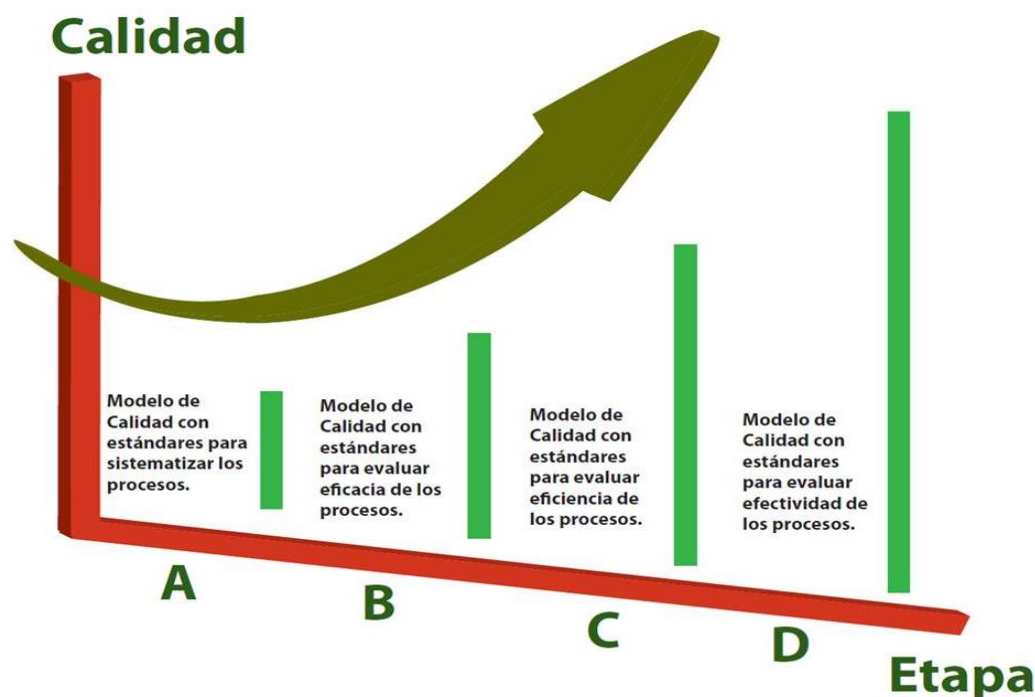 Calidad
Modelo de
Calidad con
estándares para
sistematizar los
procesos.
Modelo de
Calidad con
estándares
para evaluar
eficacia de los
procesos.
Modelo de
Calidad con
estándares
para evaluar
eficiencia de
los procesos.
Modelo de
Calidad con
estándares
para evaluar
efectividad de
los procesos.
A
B
C
D
Etapa